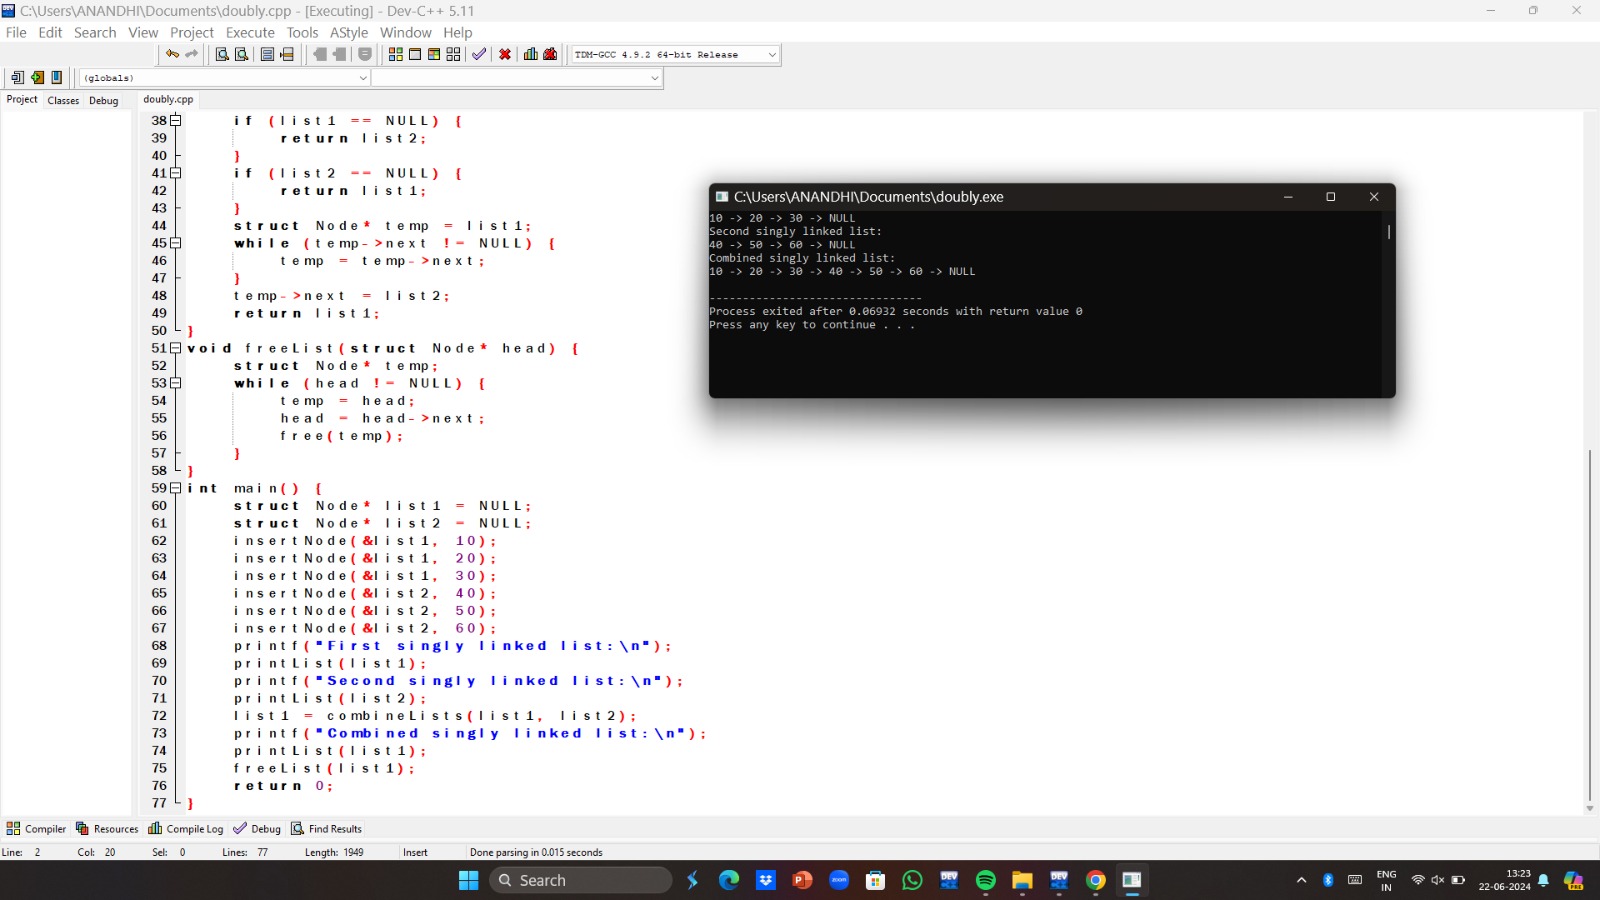 C:\Users\ANANDHI\Documents\doubly.cpp - [Executing] - Dev-C++ 5.11
File Edit Search View Project Execute Tools AStyle Window Help
TDM-GCC 4.9.2 64-bit Release
(globals)
Project Classes Debug
doubly.cpp
38 if (list1 == NULL) {
39 return list2;
40 }
41 if (list2 == NULL) {
42 return list1;
43 }
44 struct Node* temp = list1;
45 while (temp->next != NULL) {
46 temp = temp->next;
47 }
48 temp->next = list2;
49 return list1;
50 }
51 void freeList(struct Node* head) {
52 struct Node* temp;
53 while (head != NULL) {
54 temp = head;
55 head = head->next;
56 free(temp);
57 }
58 }
59 int main() {
60 struct Node* list1 = NULL;
61 struct Node* list2 = NULL;
62 insertNode(&list1, 10);
63 insertNode(&list1, 20);
64 insertNode(&list1, 30);
65 insertNode(&list2, 40);
66 insertNode(&list2, 50);
67 insertNode(&list2, 60);
68 printf("First singly linked list:\n");
69 printList(list1);
70 printf("Second singly linked list:\n");
71 printList(list2);
72 list1 = combineLists(list1, list2);
73 printf("Combined singly linked list:\n");
74 printList(list1);
75 freeList(list1);
76 return 0;
77 }
C:\Users\ANANDHI\Documents\doubly.exe
10 -> 20 -> 30 -> NULL
Second singly linked list:
40 -> 50 -> 60 -> NULL
Combined singly linked list:
10 -> 20 -> 30 -> 40 -> 50 -> 60 -> NULL
--------------------------------
Process exited after 0.06932 seconds with return value 0
Press any key to continue . . .
Compiler Resources Compile Log Debug Find Results
Line: 2 Col: 20 Sel: 0 Lines: 77 Length: 1949 Insert Done parsing in 0.015 seconds
Search
ENG
IN
13:23
22-06-2024